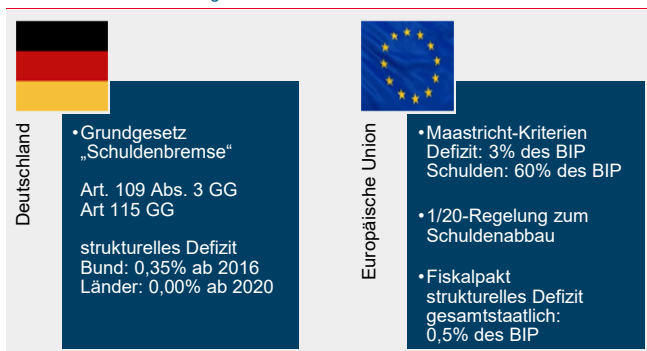 Deutschland
•Grundgesetz
„Schuldenbremse“
Art. 109 Abs. 3 GG
Art 115 GG
strukturelles Defizit
Bund: 0,35% ab 2016
Länder: 0,00% ab 2020
Europäische Union
•Maastricht-Kriterien
Defizit: 3% des BIP
Schulden: 60% des BIP
•1/20-Regelung zum
Schuldenabbau
•Fiskalpakt
strukturelles Defizit
gesamtstaatlich:
0,5% des BIP